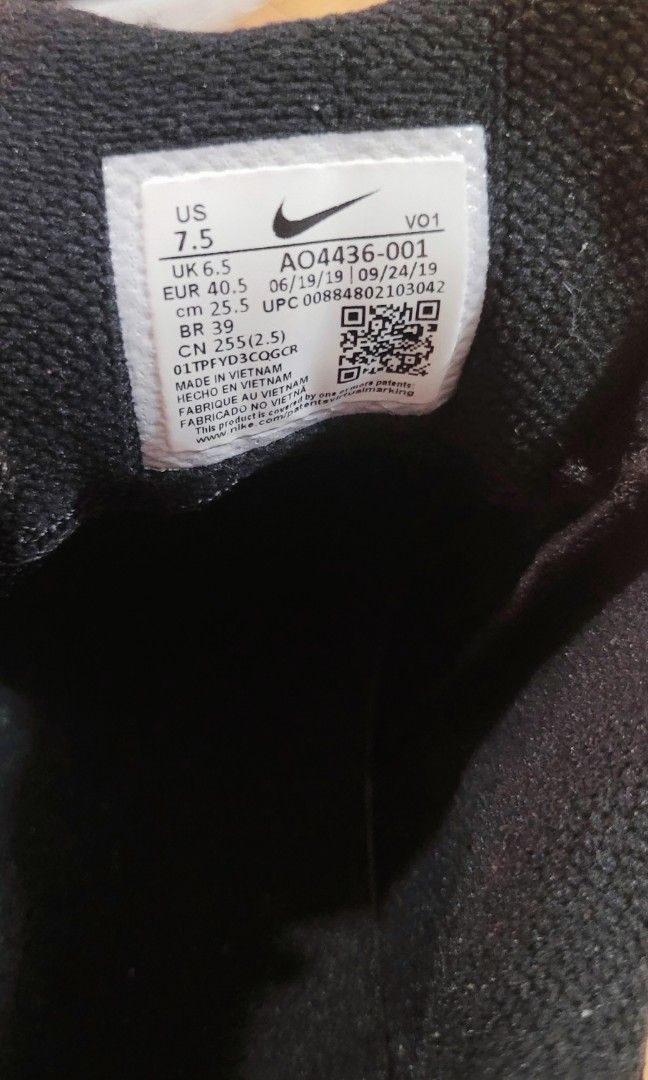 US
7.5
VO1
UK 6.5
AO4436-001
EUR 40.5
06/19/19 | 09/24/19
cm 25.5
UPC 00884802103042
BR 39
CN 255(2.5)
01TPFYD3CQGCR
MADE IN VIETNAM
HECHO EN VIETNAM
FABRIQUE AU VIETNAM
FABRICADO NO VIETNÃ
This product is covered by one or more patents
www.nike.com/patentsvirtualmarking